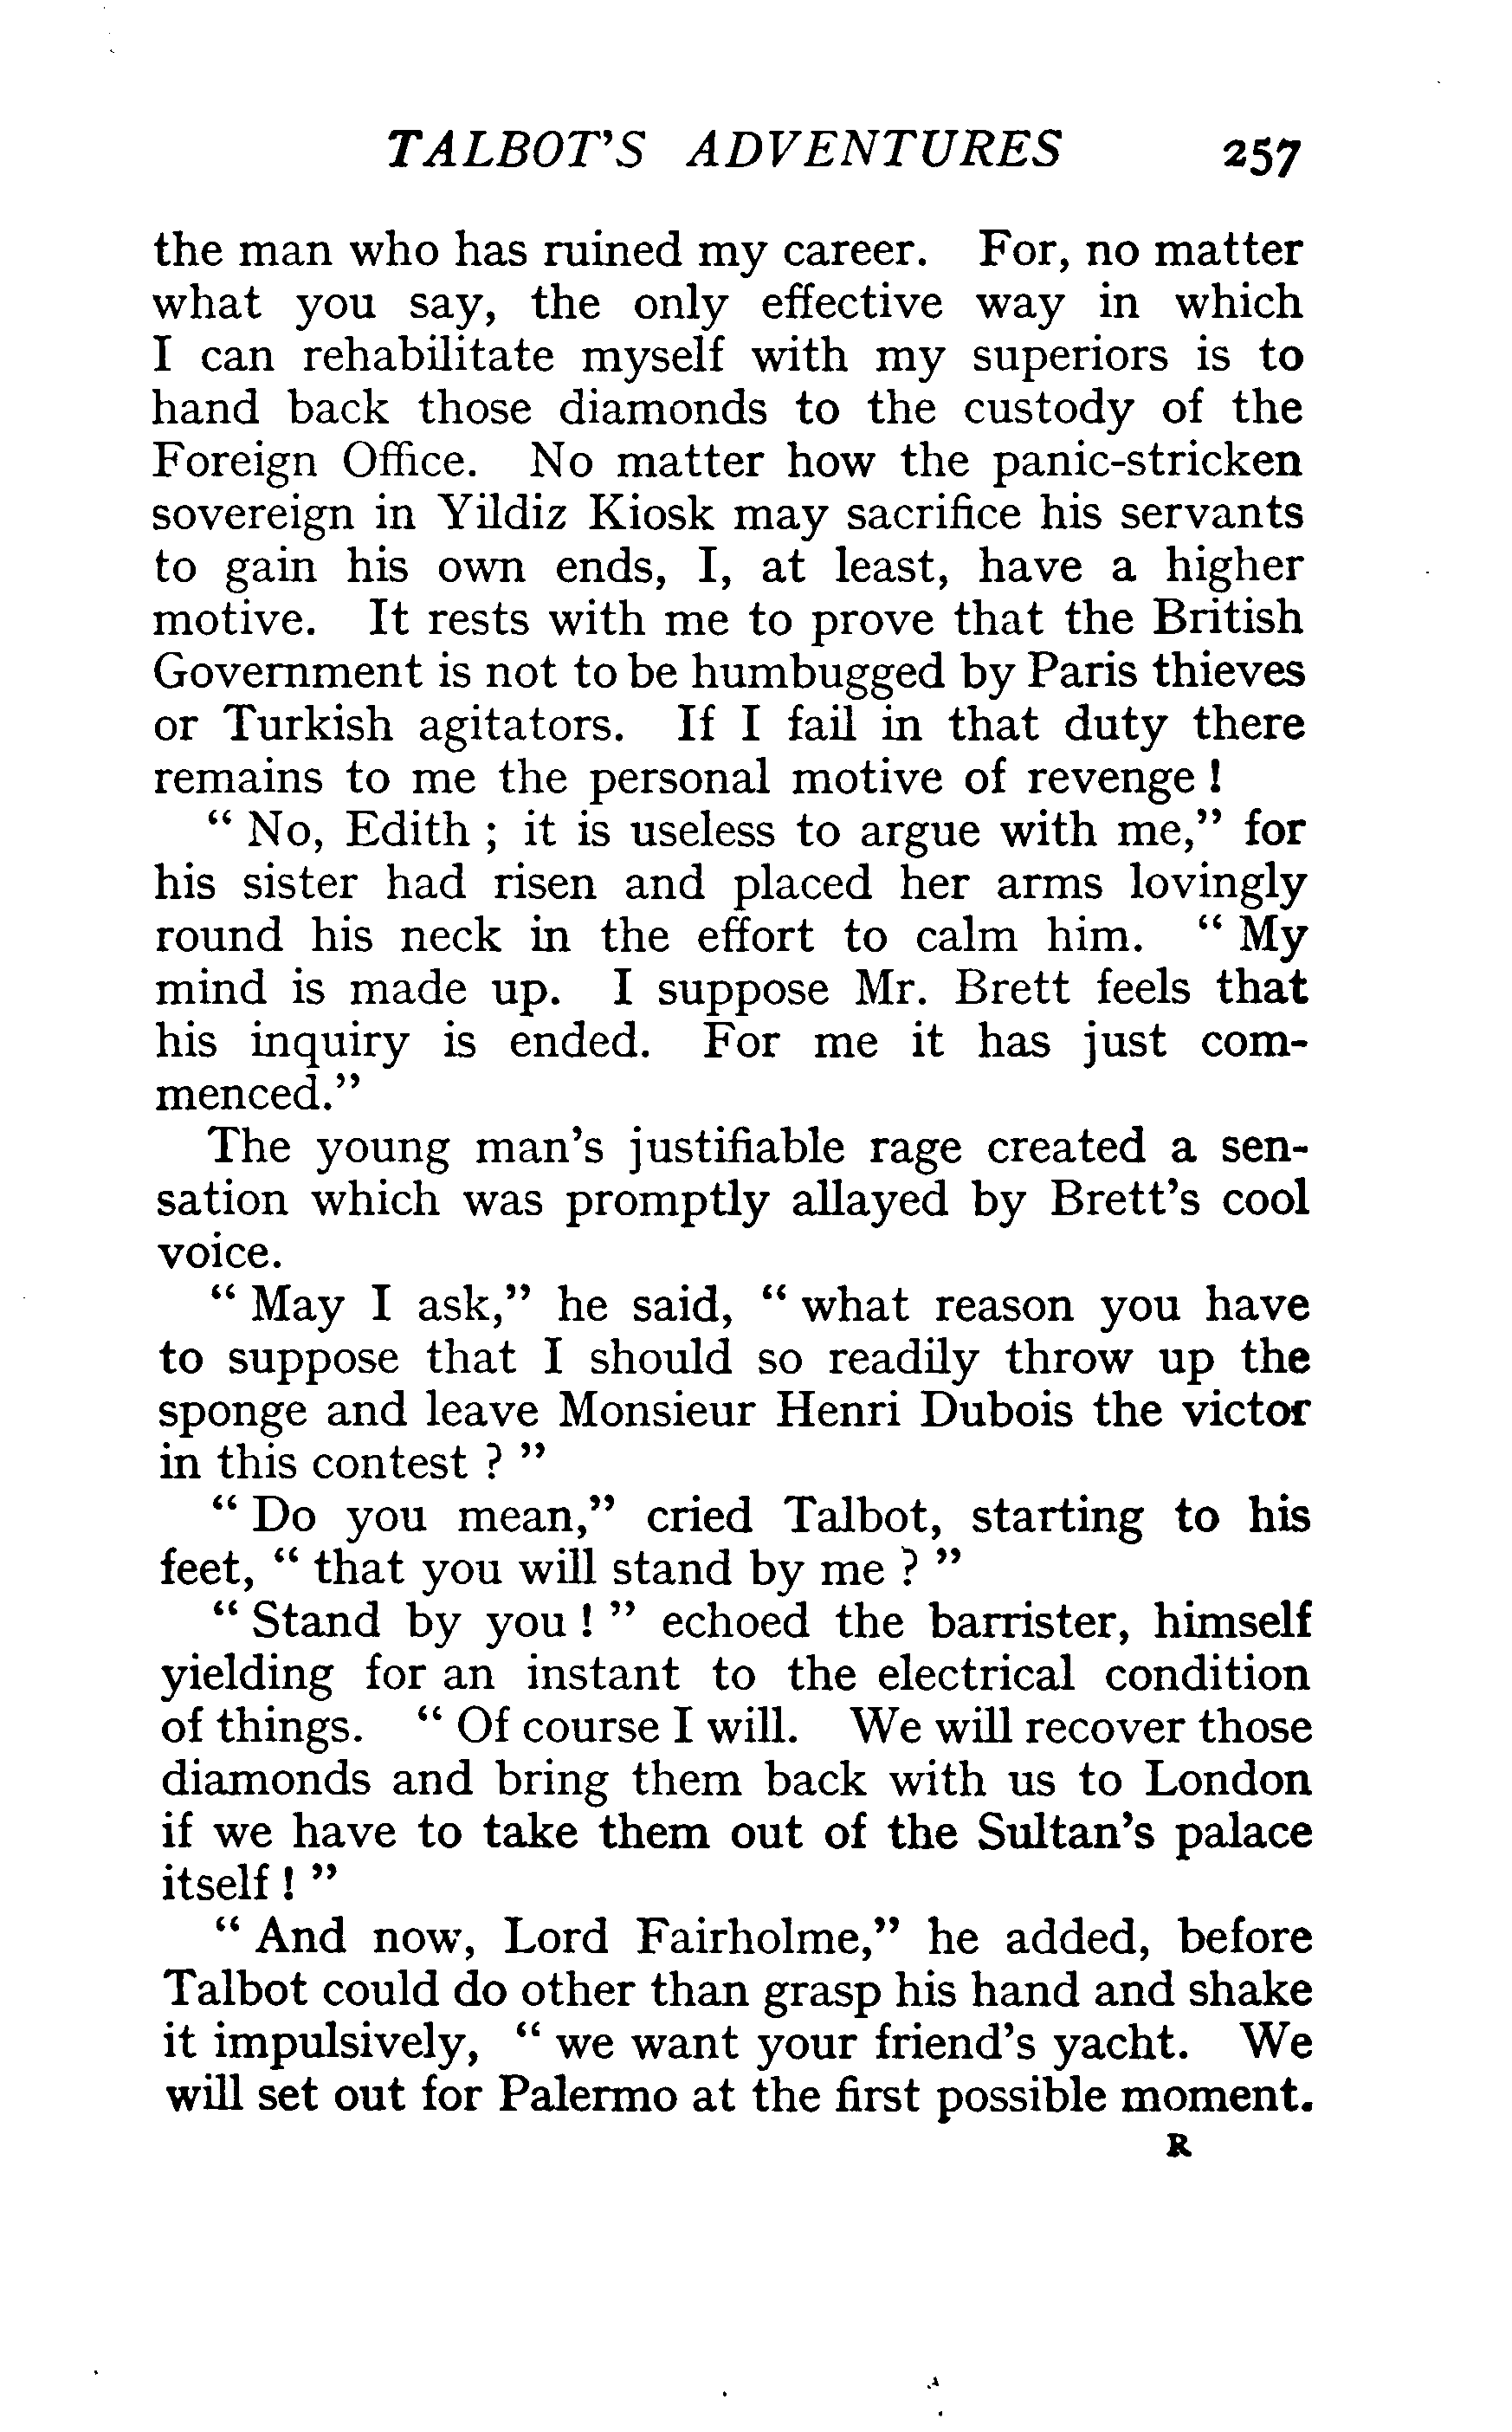 TALBOT'S ADVENTURES 257
the man who has ruined my career. For, no matter
what you say, the only effective way in which
I can rehabilitate myself with my superiors is to
hand back those diamonds to the custody of the
Foreign Office. No matter how the panic-stricken
sovereign in Yildiz Kiosk may sacrifice his servants
to gain his own ends, I, at least, have a higher
motive. It rests with me to prove that the British
Government is not to be humbugged by Paris thieves
or Turkish agitators. If I fail in that duty there
remains to me the personal motive of revenge !
“ No, Edith ; it is useless to argue with me,” for
his sister had risen and placed her arms lovingly
round his neck in the effort to calm him. “ My
mind is made up. I suppose Mr. Brett feels that
his inquiry is ended. For me it has just com-
menced.”
The young man's justifiable rage created a sen-
sation which was promptly allayed by Brett's cool
voice.
“ May I ask,” he said, “ what reason you have
to suppose that I should so readily throw up the
sponge and leave Monsieur Henri Dubois the victor
in this contest ? ”
“ Do you mean,” cried Talbot, starting to his
feet, “ that you will stand by me ? ”
“ Stand by you ! ” echoed the barrister, himself
yielding for an instant to the electrical condition
of things. “ Of course I will. We will recover those
diamonds and bring them back with us to London
if we have to take them out of the Sultan's palace
itself ! ”
“ And now, Lord Fairholme,” he added, before
Talbot could do other than grasp his hand and shake
it impulsively, “ we want your friend's yacht. We
will set out for Palermo at the first possible moment.
R